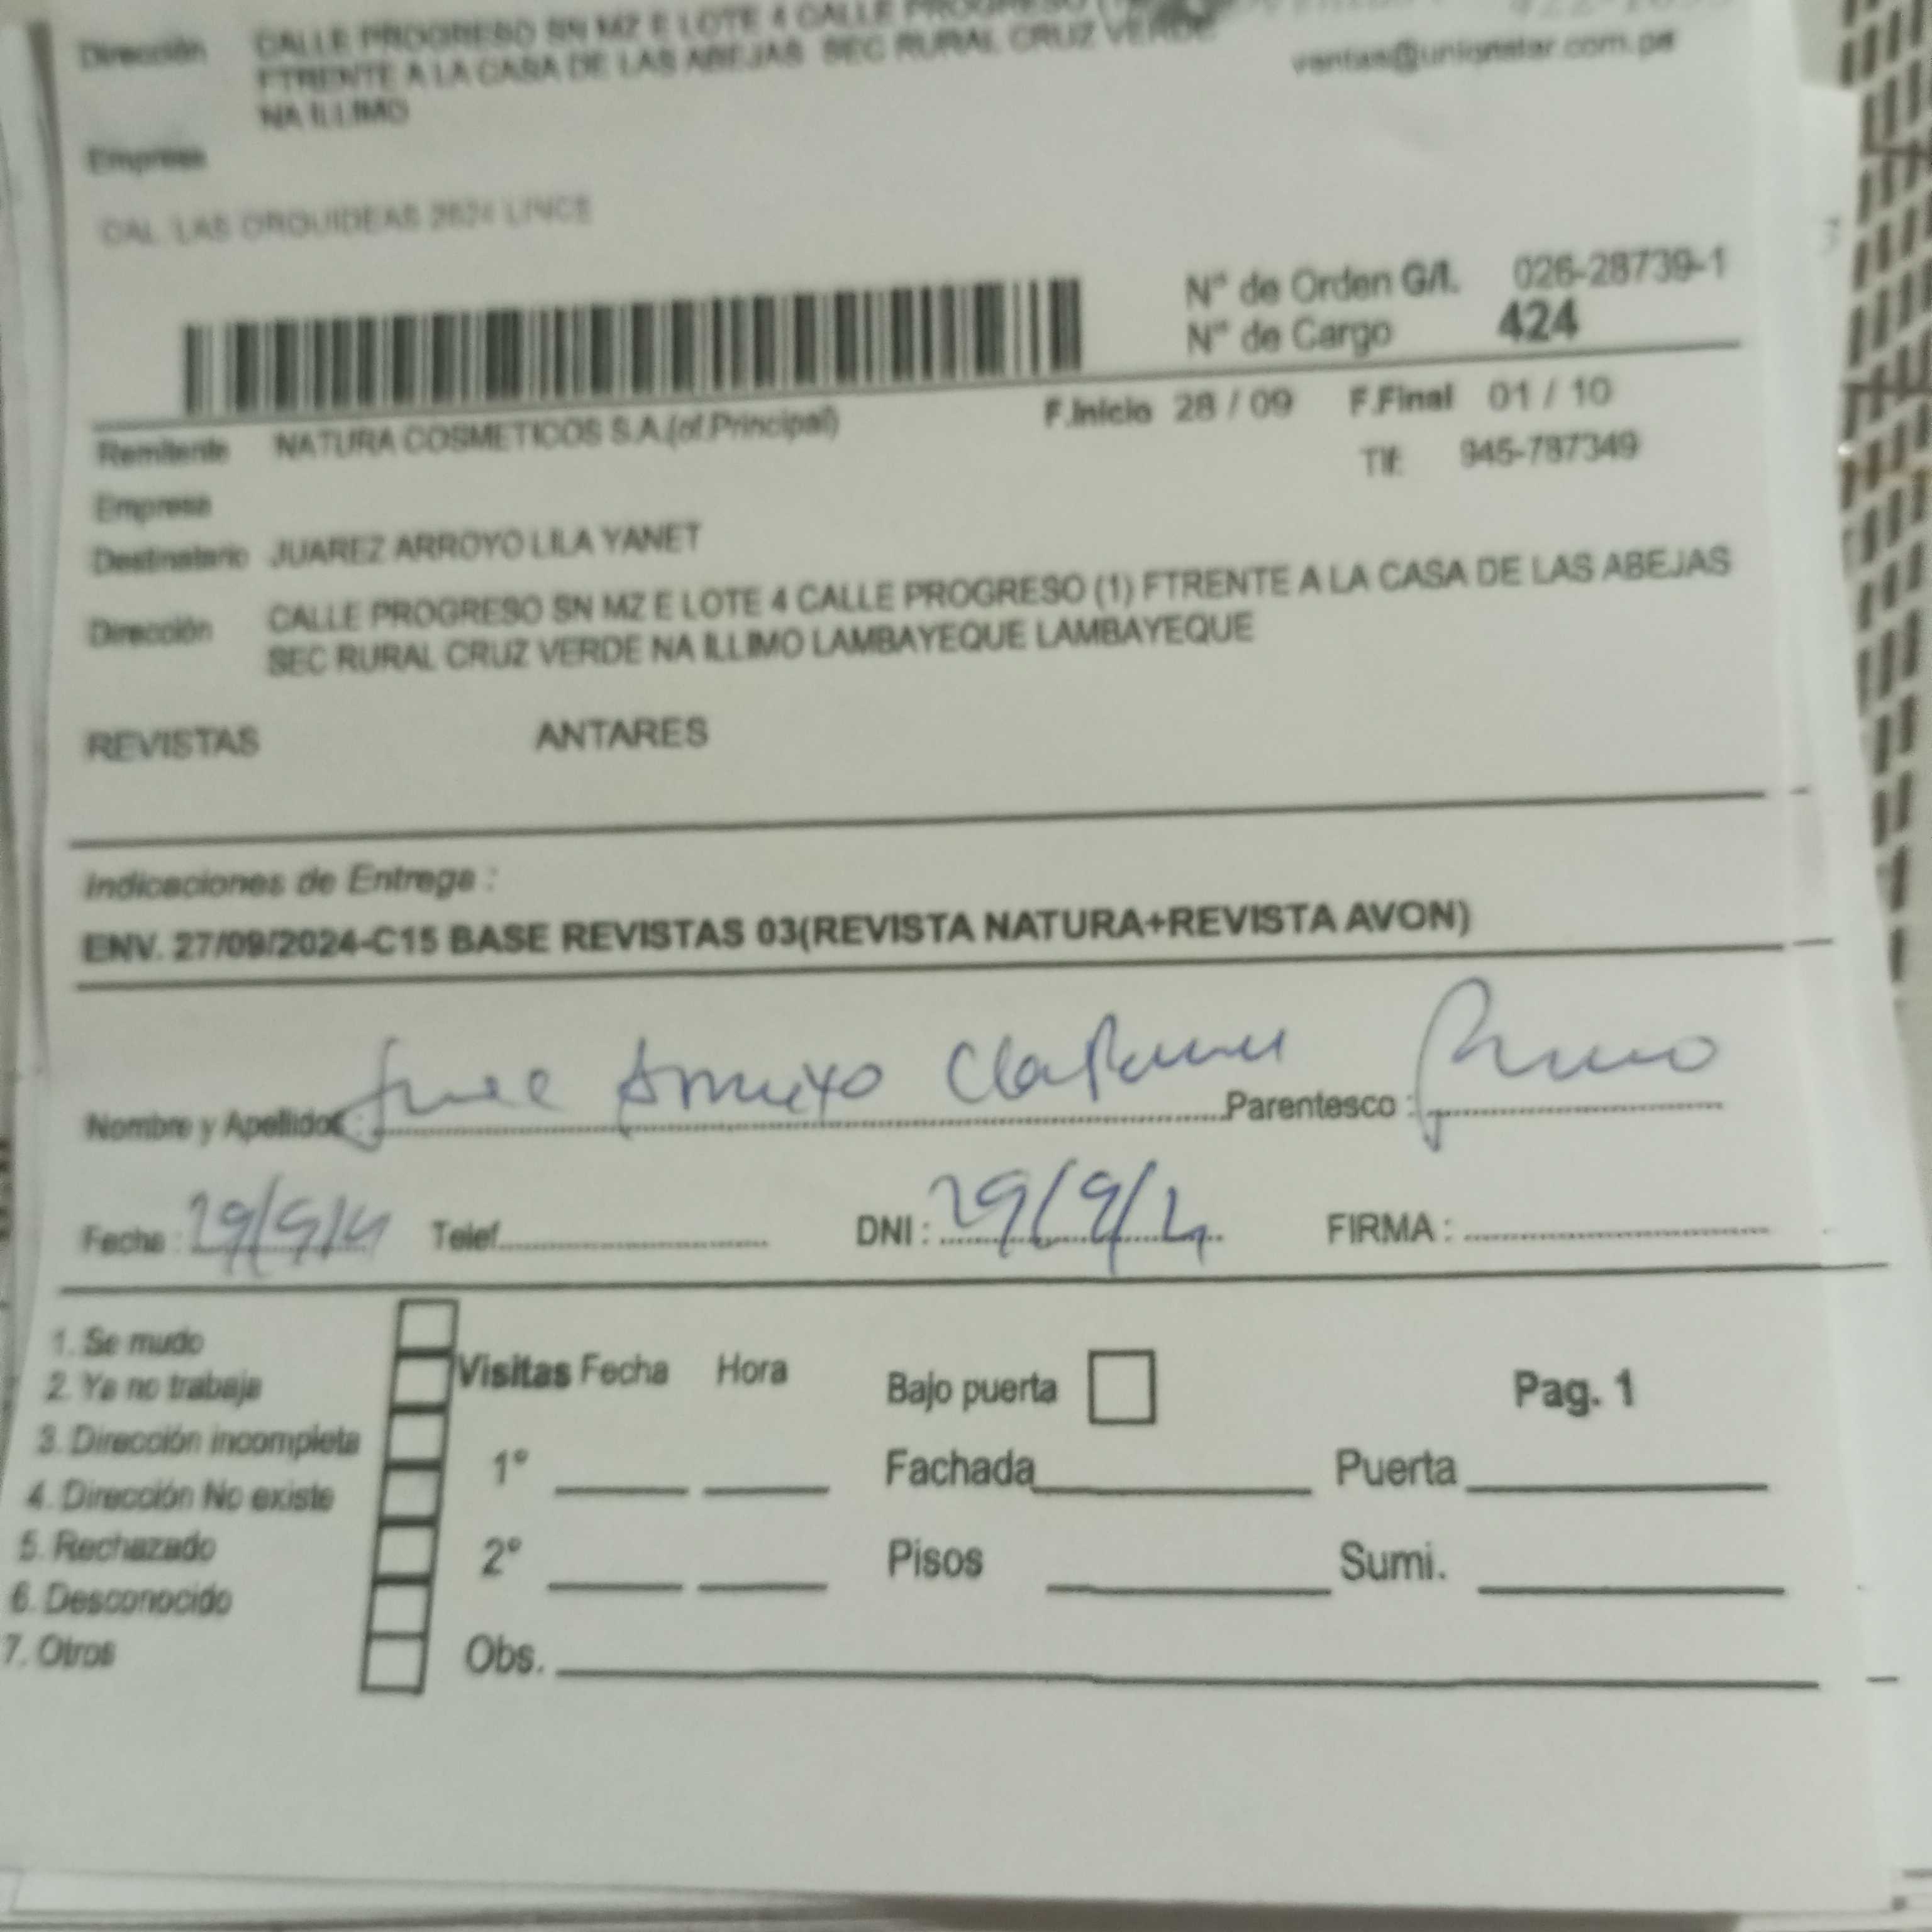 Dirección CALLE PROGRESO SN MZ E LOTE 4 CALLE PROGRESO
FTRENTE A LA CASA DE LAS ABEJAS SEC RURAL CRUZ VERDE
NA ILLIMO
ventas@unionstar.com.pe
Empresa
CAL. LAS ORQUIDEAS 2624 LINCE
N° de Orden G/I. 026-28739-1
N° de Cargo 424
Remitente NATURA COSMETICOS S.A.(of.Principal) F.Inicio 28 / 09 F.Final 01 / 10
Tlf: 945-787349
Empresa
Destinatario JUAREZ ARROYO LILA YANET
Dirección CALLE PROGRESO SN MZ E LOTE 4 CALLE PROGRESO (1) FTRENTE A LA CASA DE LAS ABEJAS
SEC RURAL CRUZ VERDE NA ILLIMO LAMBAYEQUE LAMBAYEQUE
REVISTAS ANTARES
Indicaciones de Entrega :
ENV. 27/09/2024-C15 BASE REVISTAS 03(REVISTA NATURA+REVISTA AVON)
Nombre y Apellidos : Parentesco :
Fecha : Telef. DNI : 29/9/4 FIRMA :
1. Se mudo
2. Ya no trabaja
3. Dirección incompleta
4. Dirección No existe
5. Rechazado
6. Desconocido
7. Otros
Visitas Fecha Hora Bajo puerta Pag. 1
1° Fachada Puerta
2° Pisos Sumi.
Obs.